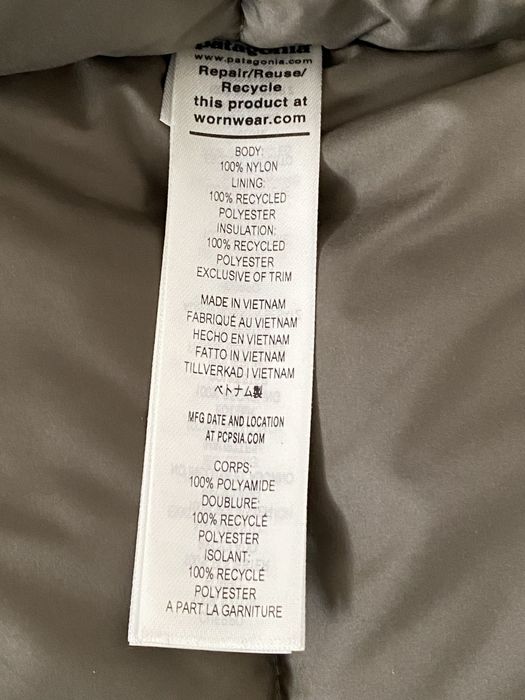 patagonia
www.patagonia.com
Repair/Reuse/
Recycle
this product at
wornwear.com
BODY:
100% NYLON
LINING:
100% RECYCLED
POLYESTER
INSULATION:
100% RECYCLED
POLYESTER
EXCLUSIVE OF TRIM
MADE IN VIETNAM
FABRIQUÉ AU VIETNAM
HECHO EN VIETNAM
FATTO IN VIETNAM
TILLVERKAD I VIETNAM
ベトナム製
MFG DATE AND LOCATION
AT PCPSIA.COM
CORPS:
100% POLYAMIDE
DOUBLURE:
100% RECYCLÉ
POLYESTER
ISOLANT:
100% RECYCLÉ
POLYESTER
A PART LA GARNITURE